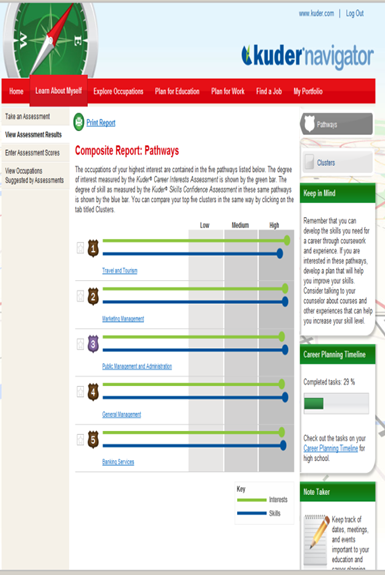 www.kuder.com | Log Out
W E
kuder® navigator
Home Learn About Myself Explore Occupations Plan for Education Plan for Work Find a Job My Portfolio
Take an Assessment
View Assessment Results
Enter Assessment Scores
View Occupations
Suggested by Assessments
Print Report
Composite Report: Pathways
The occupations of your highest interest are contained in the five pathways listed below. The degree
of interest measured by the Kuder® Career Interests Assessment is shown by the green bar. The
degree of skill as measured by the Kuder® Skills Confidence Assessment in these same pathways
is shown by the blue bar. You can compare your top five clusters in the same way by clicking on the
tab titled Clusters.
Low Medium High
1
Travel and Tourism
2
Marketing Management
3
Public Management and Administration
4
General Management
5
Banking Services
Key
Interests
Skills
Pathways
Clusters
Keep in Mind
Remember that you can
develop the skills you need for
a career through coursework
and experience. If you are
interested in these pathways,
develop a plan that will help
you improve your skills.
Consider talking to your
counselor about courses and
other experiences that can help
you increase your skill level.
Career Planning Timeline
Completed tasks: 29 %
Check out the tasks on your
Career Planning Timeline for
high school.
Note Taker
Keep track of
dates, meetings,
and events
important to your
education and
career planning